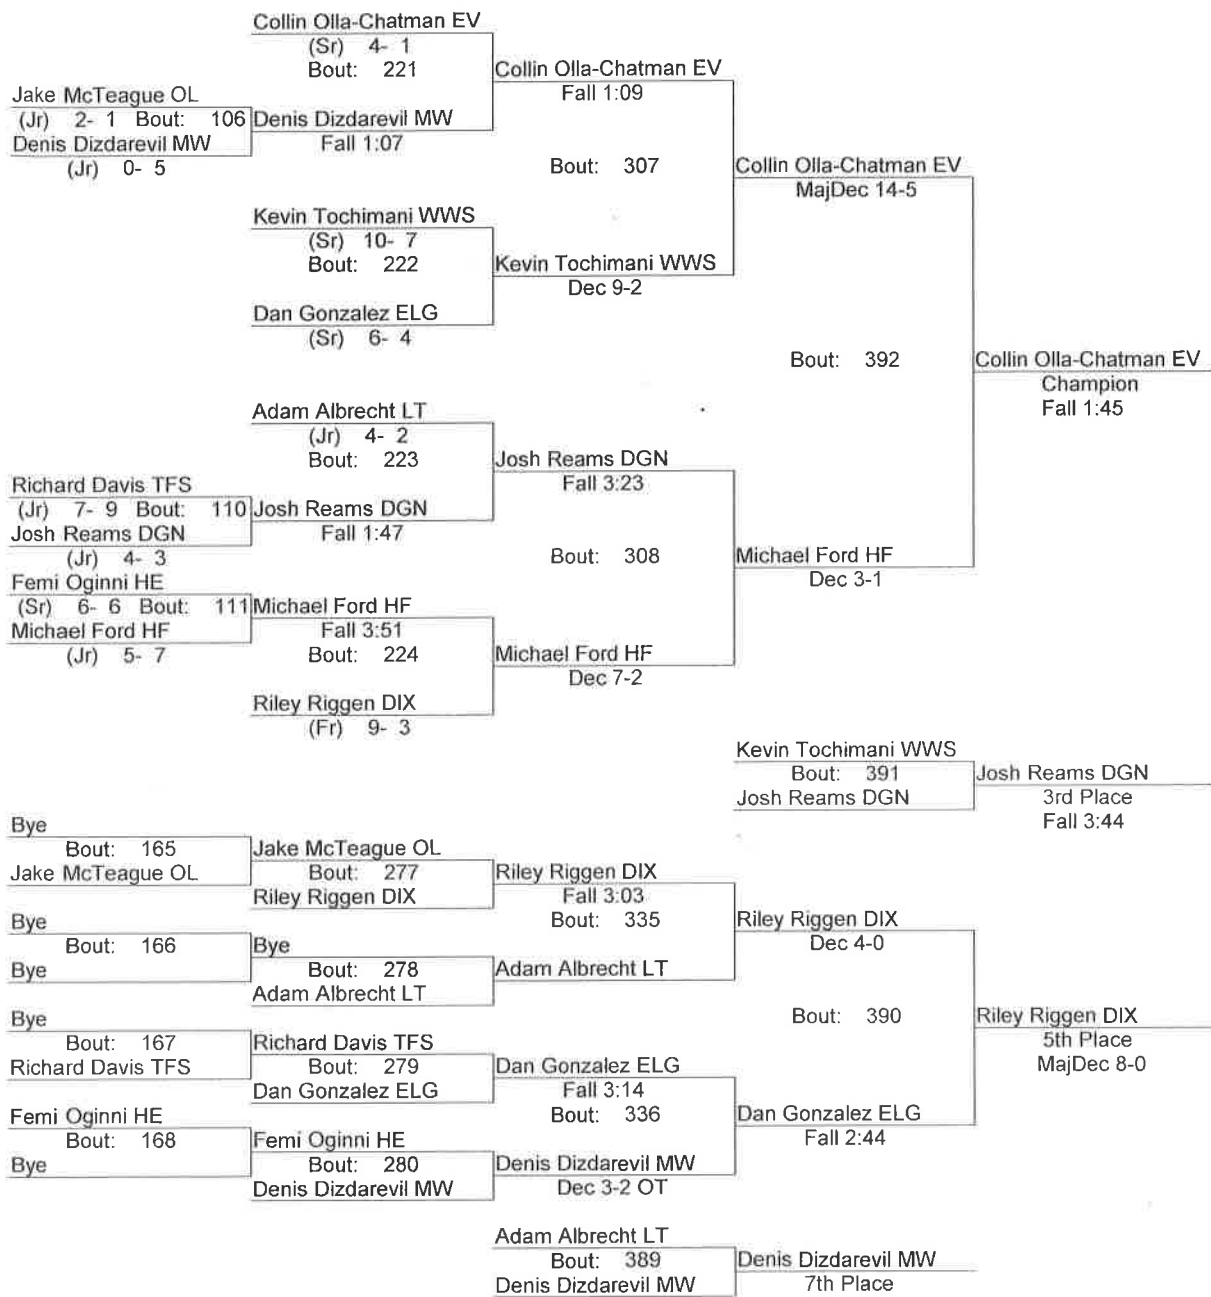 Collin Olla-Chatman EV
(Sr) 4- 1
Bout: 221
Collin Olla-Chatman EV
Fall 1:09
Jake McTeague OL
(Jr) 2- 1 Bout: 106
Denis Dizdarevil MW
Denis Dizdarevil MW
Fall 1:07
(Jr) 0- 5
Bout: 307
Collin Olla-Chatman EV
MajDec 14-5
Kevin Tochimani WWS
(Sr) 10- 7
Bout: 222
Kevin Tochimani WWS
Dec 9-2
Dan Gonzalez ELG
(Sr) 6- 4
Bout: 392
Collin Olla-Chatman EV
Champion
Fall 1:45
Adam Albrecht LT
(Jr) 4- 2
Bout: 223
Josh Reams DGN
Fall 3:23
Richard Davis TFS
(Jr) 7- 9 Bout: 110
Josh Reams DGN
Josh Reams DGN
Fall 1:47
(Jr) 4- 3
Bout: 308
Michael Ford HF
Dec 3-1
Femi Oginni HE
(Sr) 6- 6 Bout: 111
Michael Ford HF
Michael Ford HF
Fall 3:51
(Jr) 5- 7
Bout: 224
Michael Ford HF
Dec 7-2
Riley Riggen DIX
(Fr) 9- 3
Kevin Tochimani WWS
Bout: 391
Josh Reams DGN
Josh Reams DGN
3rd Place
Fall 3:44
Bye
Bout: 165
Jake McTeague OL
Jake McTeague OL
Bout: 277
Riley Riggen DIX
Riley Riggen DIX
Fall 3:03
Bout: 335
Riley Riggen DIX
Dec 4-0
Bye
Bout: 166
Bye
Bye
Bout: 278
Adam Albrecht LT
Adam Albrecht LT
Bout: 390
Riley Riggen DIX
5th Place
MajDec 8-0
Bye
Bout: 167
Richard Davis TFS
Richard Davis TFS
Bout: 279
Dan Gonzalez ELG
Dan Gonzalez ELG
Fall 3:14
Bout: 336
Dan Gonzalez ELG
Fall 2:44
Femi Oginni HE
Bout: 168
Bye
Femi Oginni HE
Bout: 280
Denis Dizdarevil MW
Denis Dizdarevil MW
Dec 3-2 OT
Adam Albrecht LT
Bout: 389
Denis Dizdarevil MW
Denis Dizdarevil MW
7th Place